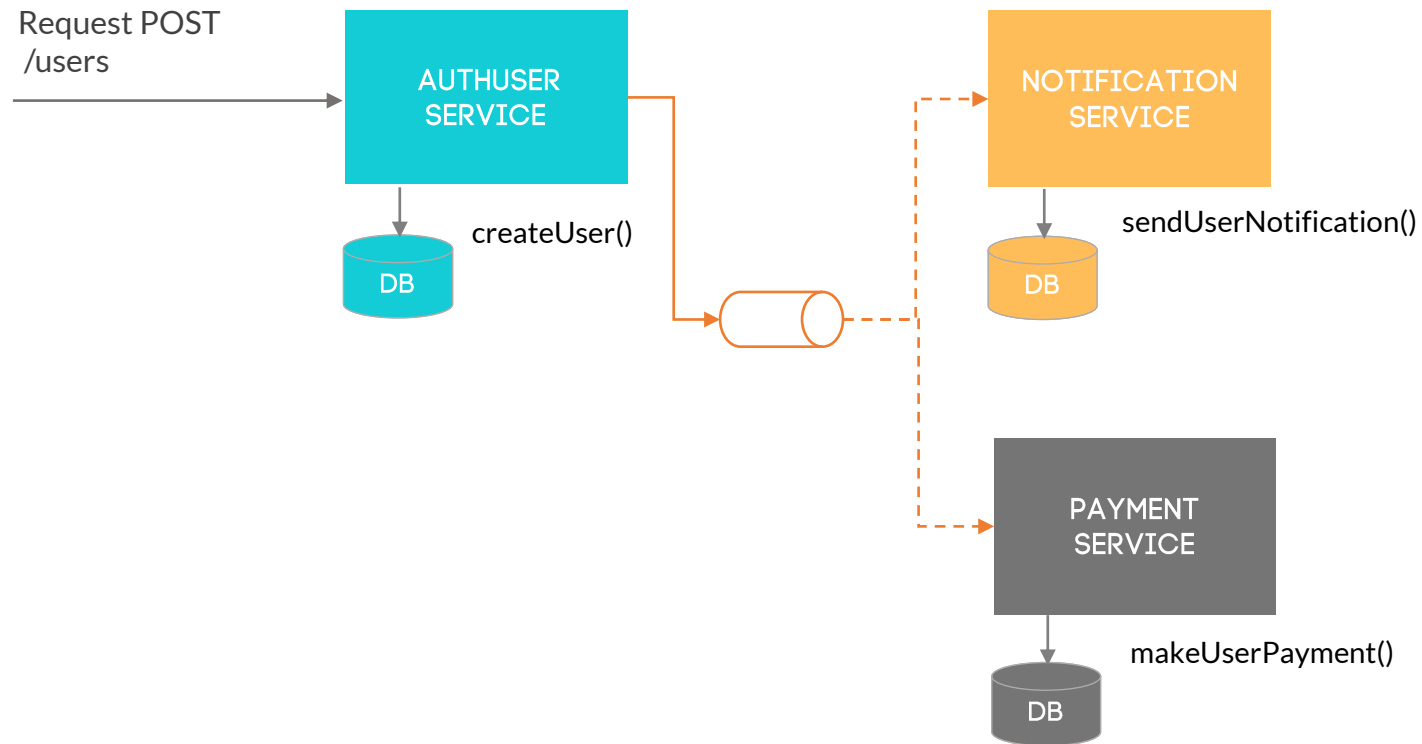 Request POST
/users
AUTHUSER
SERVICE
createUser()
DB
NOTIFICATION
SERVICE
sendUserNotification()
DB
PAYMENT
SERVICE
makeUserPayment()
DB